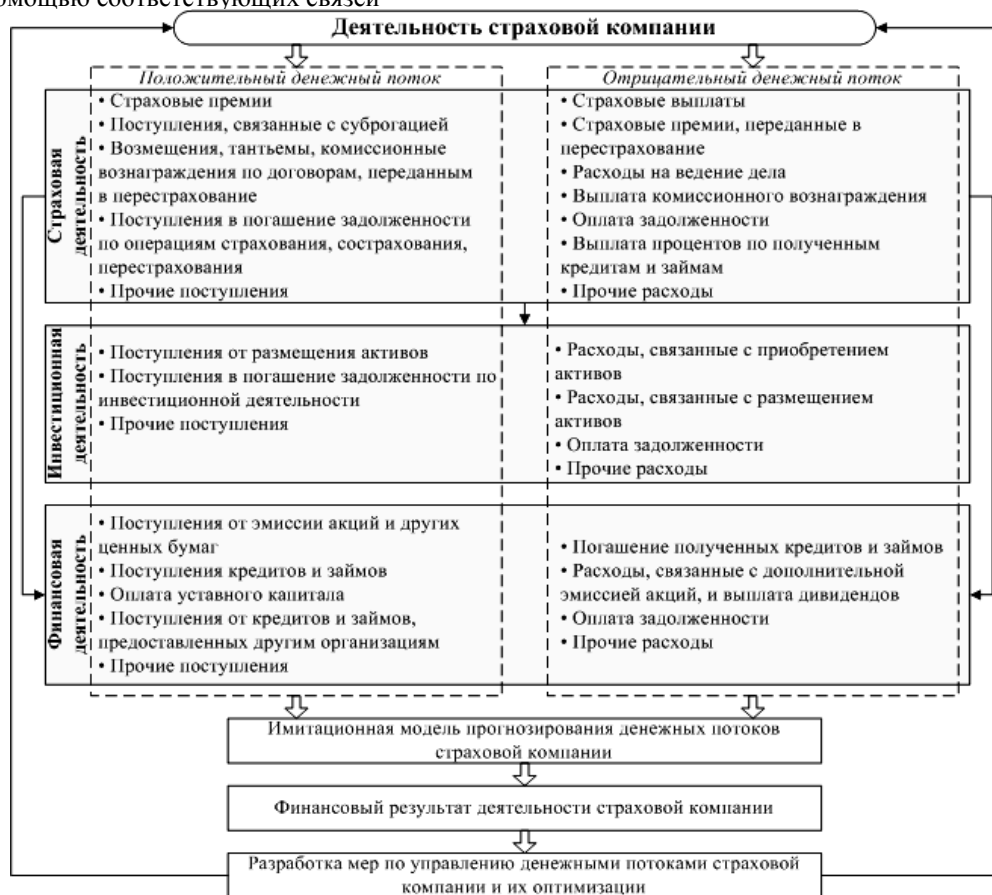 помощью соответствующих связей
Деятельность страховой компании
Положительный денежный поток
Отрицательный денежный поток
Страховая
деятельность
• Страховые премии
• Поступления, связанные с суброгацией
• Возмещения, тантьемы, комиссионные
вознаграждения по договорам, переданным
в перестрахование
• Поступления в погашение задолженности
по операциям страхования, сострахования,
перестрахования
• Прочие поступления
• Страховые выплаты
• Страховые премии, переданные в
перестрахование
• Расходы на ведение дела
• Выплата комиссионного вознаграждения
• Оплата задолженности
• Выплата процентов по полученным
кредитам и займам
• Прочие расходы
Инвестиционная
деятельность
• Поступления от размещения активов
• Поступления в погашение задолженности по
инвестиционной деятельности
• Прочие поступления
• Расходы, связанные с приобретением
активов
• Расходы, связанные с размещением
активов
• Оплата задолженности
• Прочие расходы
Финансовая
деятельность
• Поступления от эмиссии акций и других
ценных бумаг
• Поступления кредитов и займов
• Оплата уставного капитала
• Поступления от кредитов и займов,
предоставленных другим организациям
• Прочие поступления
• Погашение полученных кредитов и займов
• Расходы, связанные с дополнительной
эмиссией акций, и выплата дивидендов
• Оплата задолженности
• Прочие расходы
Имитационная модель прогнозирования денежных потоков
страховой компании
Финансовый результат деятельности страховой компании
Разработка мер по управлению денежными потоками страховой
компании и их оптимизации